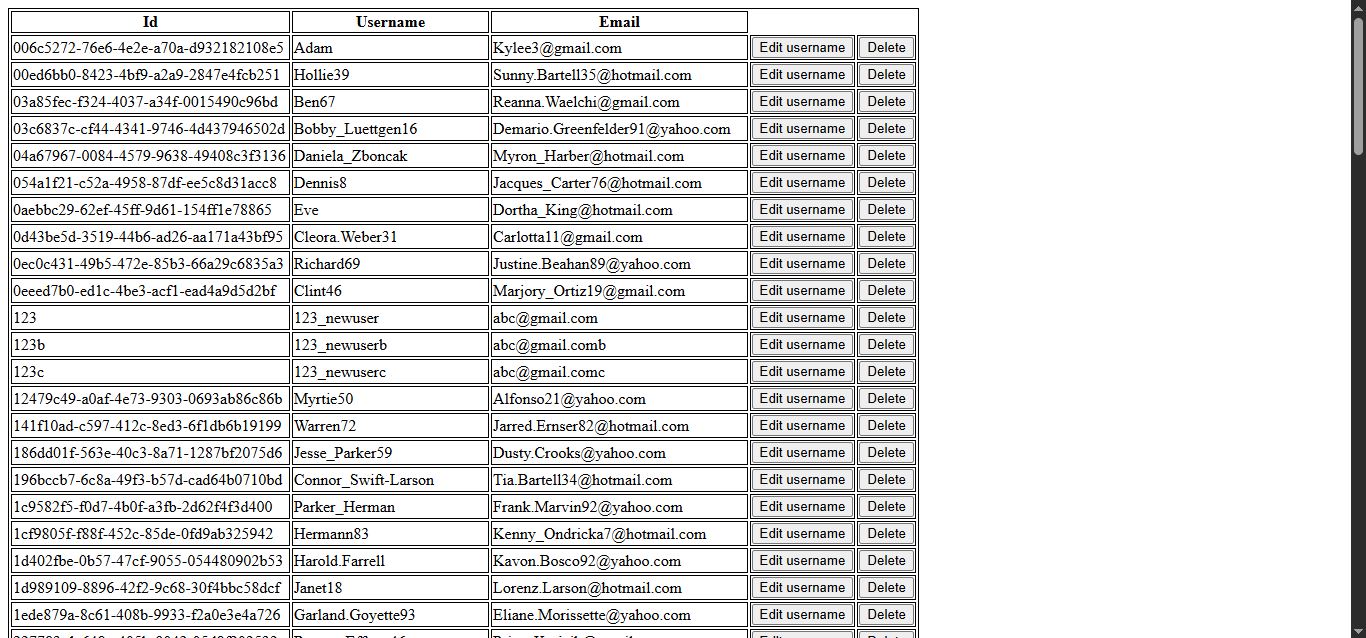 Id Username Email
006c5272-76e6-4e2e-a70a-d932182108e5 Adam Kylee3@gmail.com Edit username Delete
00ed6bb0-8423-4bf9-a2a9-2847e4fcb251 Hollie39 Sunny.Bartell35@hotmail.com Edit username Delete
03a85fec-f324-4037-a34f-0015490c96bd Ben67 Reanna.Waelchi@gmail.com Edit username Delete
03c6837c-cf44-4341-9746-4d437946502d Bobby_Luettgen16 Demario.Greenfelder91@yahoo.com Edit username Delete
04a67967-0084-4579-9638-49408c3f3136 Daniela_Zboncak Myron_Harber@hotmail.com Edit username Delete
054a1f21-c52a-4958-87df-ee5c8d31acc8 Dennis8 Jacques_Carter76@hotmail.com Edit username Delete
0aebbc29-62ef-45ff-9d61-154ff1e78865 Eve Dortha_King@hotmail.com Edit username Delete
0d43be5d-3519-44b6-ad26-aa171a43bf95 Cleora.Weber31 Carlotta11@gmail.com Edit username Delete
0ec0c431-49b5-472e-85b3-66a29c6835a3 Richard69 Justine.Beahan89@yahoo.com Edit username Delete
0eeed7b0-ed1c-4be3-acf1-ead4a9d5d2bf Clint46 Marjory_Ortiz19@gmail.com Edit username Delete
123 123_newuser abc@gmail.com Edit username Delete
123b 123_newuserb abc@gmail.comb Edit username Delete
123c 123_newuserc abc@gmail.comc Edit username Delete
12479c49-a0af-4e73-9303-0693ab86c86b Myrtie50 Alfonso21@yahoo.com Edit username Delete
141f10ad-c597-412c-8ed3-6f1db6b19199 Warren72 Jarred.Ernser82@hotmail.com Edit username Delete
186dd01f-563e-40c3-8a71-1287bf2075d6 Jesse_Parker59 Dusty.Crooks@yahoo.com Edit username Delete
196bccb7-6c8a-49f3-b57d-cad64b0710bd Connor_Swift-Larson Tia.Bartell34@hotmail.com Edit username Delete
1c9582f5-f0d7-4b0f-a3fb-2d62f4f3d400 Parker_Herman Frank.Marvin92@yahoo.com Edit username Delete
1cf9805f-f88f-452c-85de-0fd9ab325942 Hermann83 Kenny_Ondricka7@hotmail.com Edit username Delete
1d402fbe-0b57-47cf-9055-054480902b53 Harold.Farrell Kavon.Bosco92@yahoo.com Edit username Delete
1d989109-8896-42f2-9c68-30f4bbc58dcf Janet18 Lorenz.Larson@hotmail.com Edit username Delete
1ede879a-8c61-408b-9933-f2a0e3e4a726 Garland.Goyette93 Eliane.Morissette@yahoo.com Edit username Delete